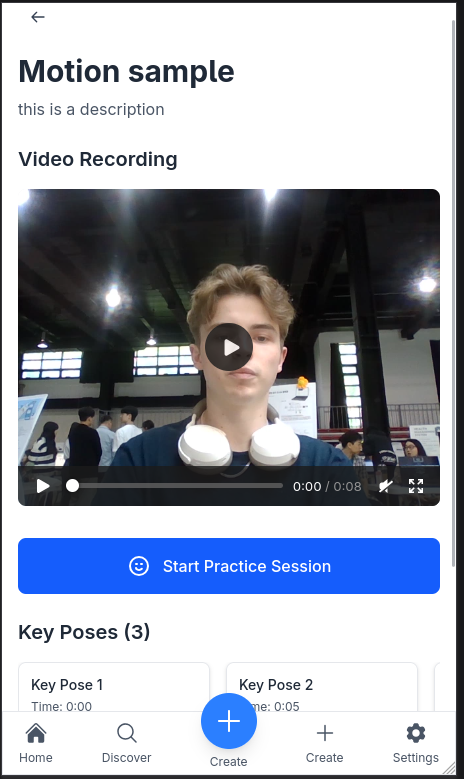 Motion sample
this is a description
Video Recording
0:00 / 0:08
Start Practice Session
Key Poses (3)
Key Pose 1
Key Pose 2
Time: 0:00
me: 0:05
Home
Discover
Create
Create
Settings